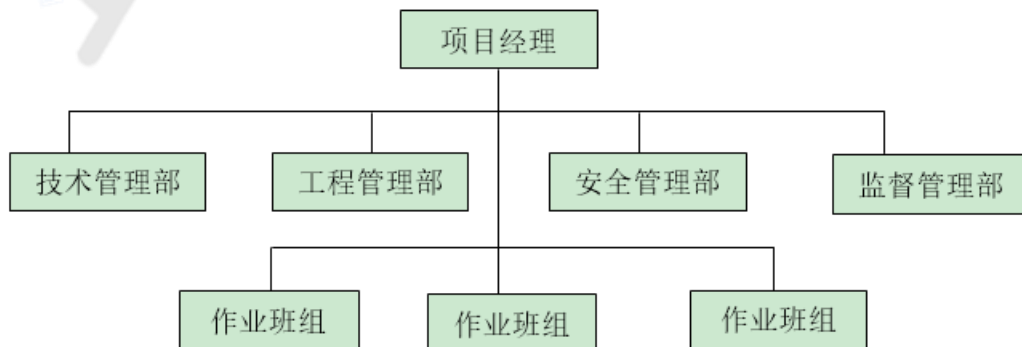 项目经理
技术管理部
工程管理部
安全管理部
监督管理部
作业班组
作业班组
作业班组